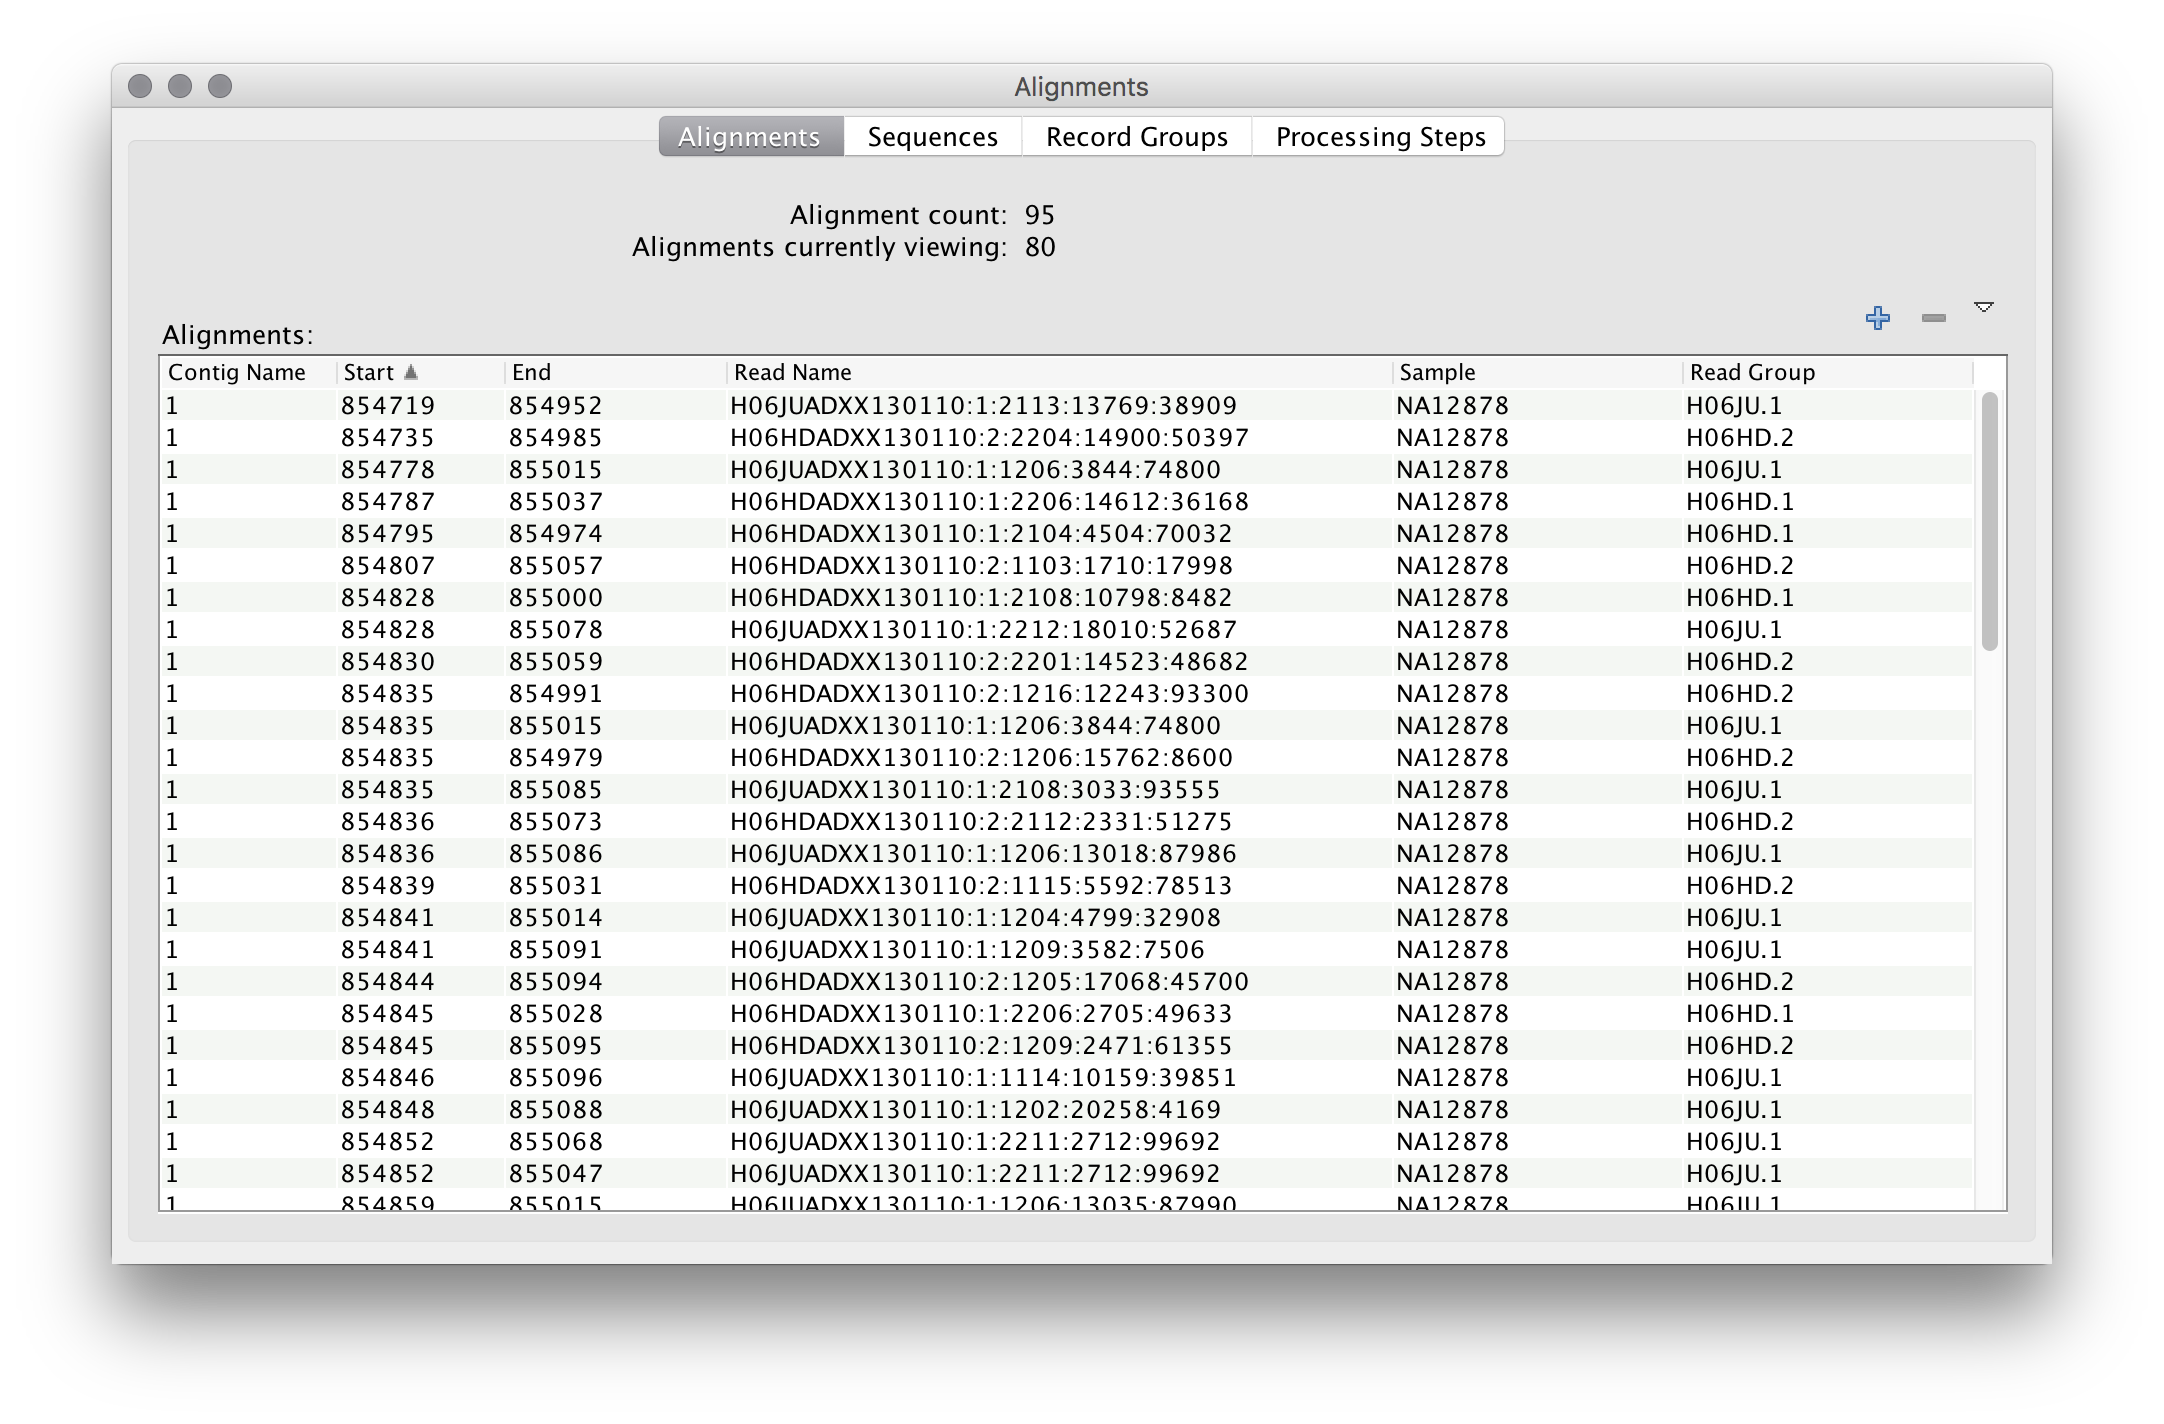 Alignments
Alignments Sequences Record Groups Processing Steps
Alignment count: 95
Alignments currently viewing: 80
Alignments:
Contig Name Start End Read Name Sample Read Group
1 854719 854952 H06JUADXX130110:1:2113:13769:38909 NA12878 H06JU.1
1 854735 854985 H06HDADXX130110:2:2204:14900:50397 NA12878 H06HD.2
1 854778 855015 H06JUADXX130110:1:1206:3844:74800 NA12878 H06JU.1
1 854787 855037 H06HDADXX130110:1:2206:14612:36168 NA12878 H06HD.1
1 854795 854974 H06HDADXX130110:1:2104:4504:70032 NA12878 H06HD.1
1 854807 855057 H06HDADXX130110:2:1103:1710:17998 NA12878 H06HD.2
1 854828 855000 H06HDADXX130110:1:2108:10798:8482 NA12878 H06HD.1
1 854828 855078 H06JUADXX130110:1:2212:18010:52687 NA12878 H06JU.1
1 854830 855059 H06HDADXX130110:2:2201:14523:48682 NA12878 H06HD.2
1 854835 854991 H06HDADXX130110:2:1216:12243:93300 NA12878 H06HD.2
1 854835 855015 H06JUADXX130110:1:1206:3844:74800 NA12878 H06JU.1
1 854835 854979 H06HDADXX130110:2:1206:15762:8600 NA12878 H06HD.2
1 854835 855085 H06JUADXX130110:1:2108:3033:93555 NA12878 H06JU.1
1 854836 855073 H06HDADXX130110:2:2112:2331:51275 NA12878 H06HD.2
1 854836 855086 H06JUADXX130110:1:1206:13018:87986 NA12878 H06JU.1
1 854839 855031 H06HDADXX130110:2:1115:5592:78513 NA12878 H06HD.2
1 854841 855014 H06JUADXX130110:1:1204:4799:32908 NA12878 H06JU.1
1 854841 855091 H06JUADXX130110:1:1209:3582:7506 NA12878 H06JU.1
1 854844 855094 H06HDADXX130110:2:1205:17068:45700 NA12878 H06HD.2
1 854845 855028 H06HDADXX130110:1:2206:2705:49633 NA12878 H06HD.1
1 854845 855095 H06HDADXX130110:2:1209:2471:61355 NA12878 H06HD.2
1 854846 855096 H06JUADXX130110:1:1114:10159:39851 NA12878 H06JU.1
1 854848 855088 H06JUADXX130110:1:1202:20258:4169 NA12878 H06JU.1
1 854852 855068 H06JUADXX130110:1:2211:2712:99692 NA12878 H06JU.1
1 854852 855047 H06JUADXX130110:1:2211:2712:99692 NA12878 H06JU.1
1 854859 855015 H06JUADXX130110:1:1206:13035:87990 NA12878 H06JU.1